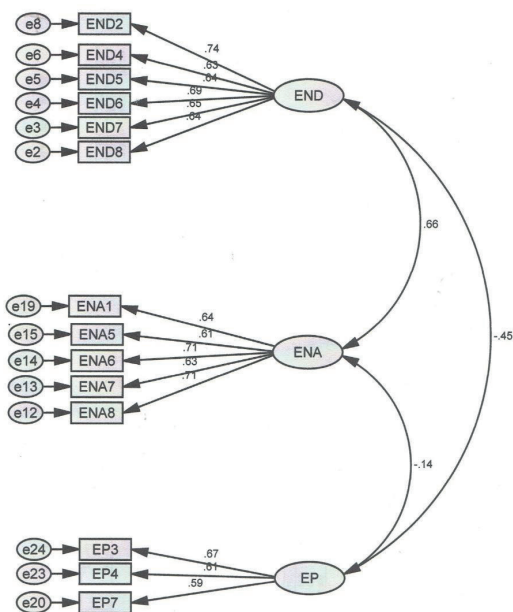 e8 END2
.74
e6 END4
.63
e5 END5
.64
END
e4 END6
.69
e3 END7
.65
e2 END8
.64
.66
e19 ENA1
.64
e15 ENA5
.61
-.45
e14 ENA6
.71
ENA
e13 ENA7
.63
e12 ENA8
.71
-.14
e24 EP3
.67
e23 EP4
.61
EP
e20 EP7
.59